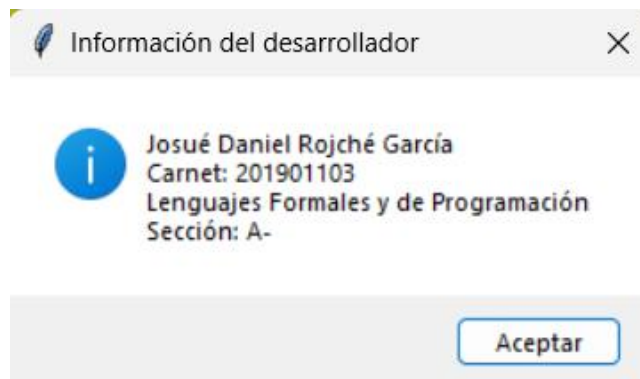 Información del desarrollador
Josué Daniel Rojché García
Carnet: 201901103
Lenguajes Formales y de Programación
Sección: A-
Aceptar